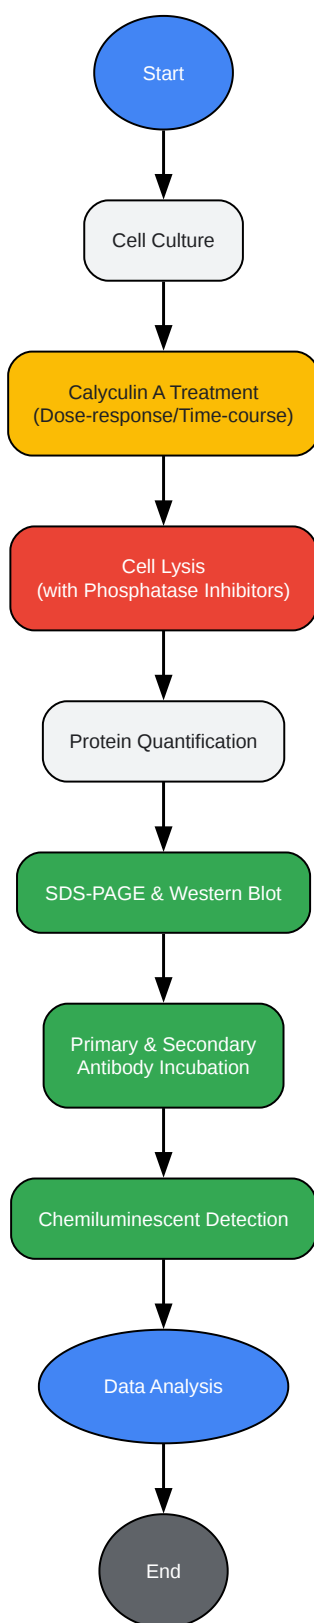 Start
Cell Culture
Calyculin A Treatment
(Dose-response/Time-course)
Cell Lysis
(with Phosphatase Inhibitors)
Protein Quantification
SDS-PAGE & Western Blot
Primary & Secondary
Antibody Incubation
Chemiluminescent Detection
Data Analysis
End